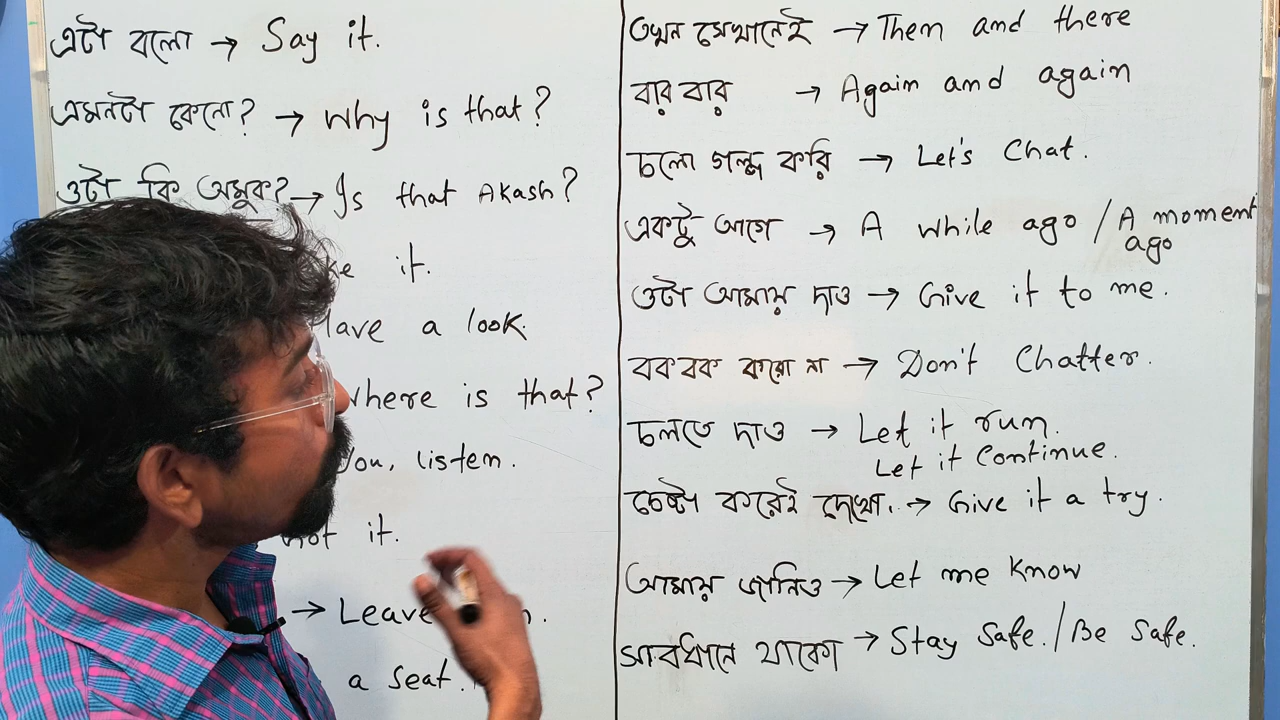 এটা বলো → Say it.
এমনটা কেনো? → Why is that?
ওটা কি অমুক? → Is that Akash?
it.
Have a look.
Where is that?
You, listen.
not it.
→ Leave
a seat.
তখন সেখানেই → Them and there
বার বার → Again and again
চলো গল্প করি → Let's Chat.
একটু আগে → A while ago / A moment
ago
ওটা আমায় দাও → Give it to me.
বকবক করো না → Don't Chatter.
চলতে দাও → Let it run.
Let it Continue.
চেষ্টা করেই দেখো. → Give it a try.
আমায় জানিও → Let me know
সাবধানে থাকো → Stay Safe. / Be Safe.